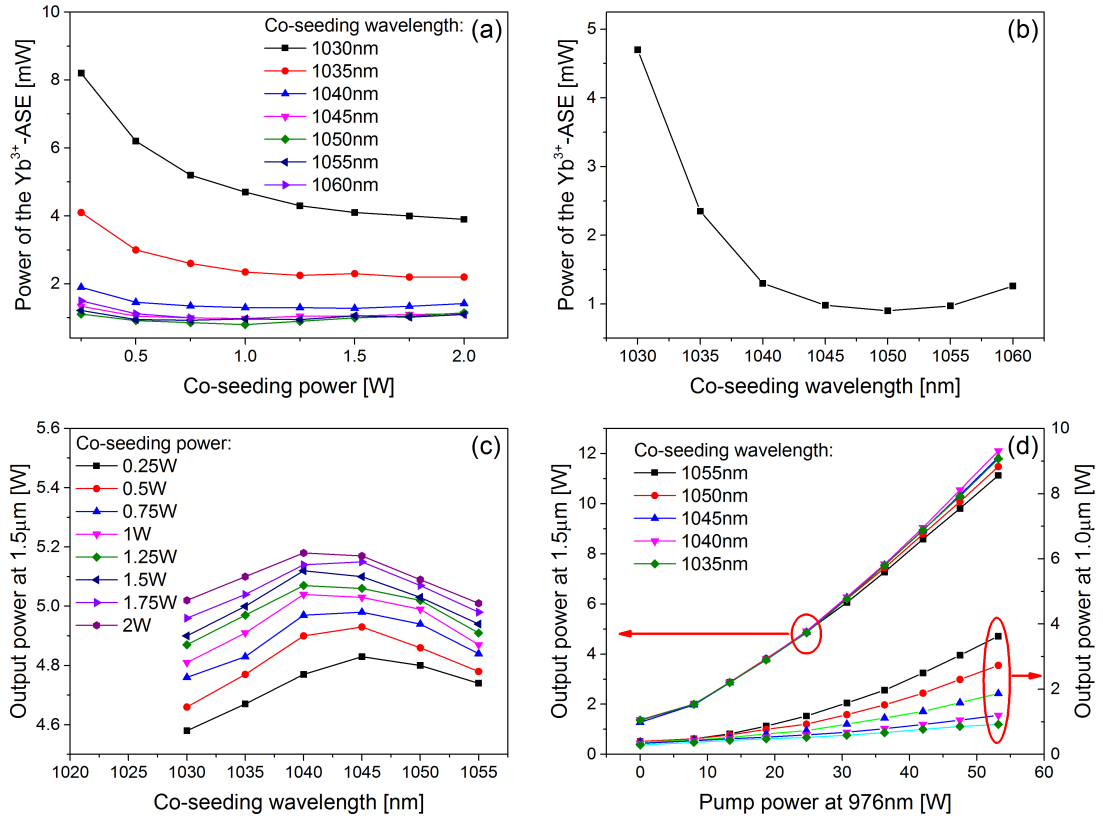 Co-seeding wavelength:
(a)
1030nm
1035nm
1040nm
1045nm
1050nm
1055nm
1060nm
10
8
6
4
2
0.5
1.0
1.5
2.0
Power of the Yb³⁺-ASE [mW]
Co-seeding power [W]
(b)
5
4
3
2
1
1030
1035
1040
1045
1050
1055
1060
Power of the Yb³⁺-ASE [mW]
Co-seeding wavelength [nm]
(c)
Co-seeding power:
0.25W
0.5W
0.75W
1W
1.25W
1.5W
1.75W
2W
5.6
5.4
5.2
5.0
4.8
4.6
1020
1025
1030
1035
1040
1045
1050
1055
Output power at 1.5μm [W]
Co-seeding wavelength [nm]
(d)
Co-seeding wavelength:
1055nm
1050nm
1045nm
1040nm
1035nm
12
10
8
6
4
2
0
10
8
6
4
2
0
0
10
20
30
40
50
60
Output power at 1.5μm [W]
Output power at 1.0μm [W]
Pump power at 976nm [W]